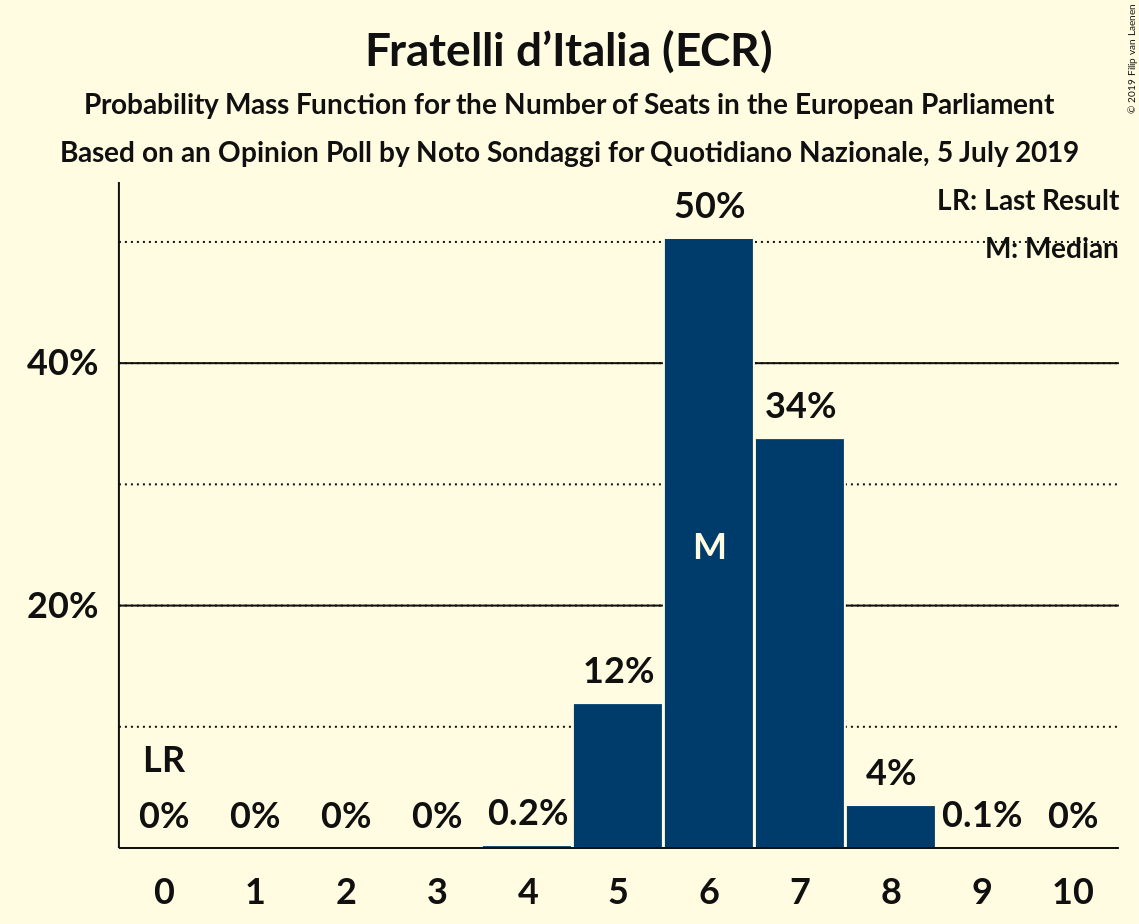 Fratelli d’Italia (ECR)
Probability Mass Function for the Number of Seats in the European Parliament
Based on an Opinion Poll by Noto Sondaggi for Quotidiano Nazionale, 5 July 2019
© 2019 Filip van Laenen
LR: Last Result
M: Median
50%
40%
34%
M
20%
12%
LR
4%
0% 0% 0% 0% 0.2% 0.1% 0%
0 1 2 3 4 5 6 7 8 9 10